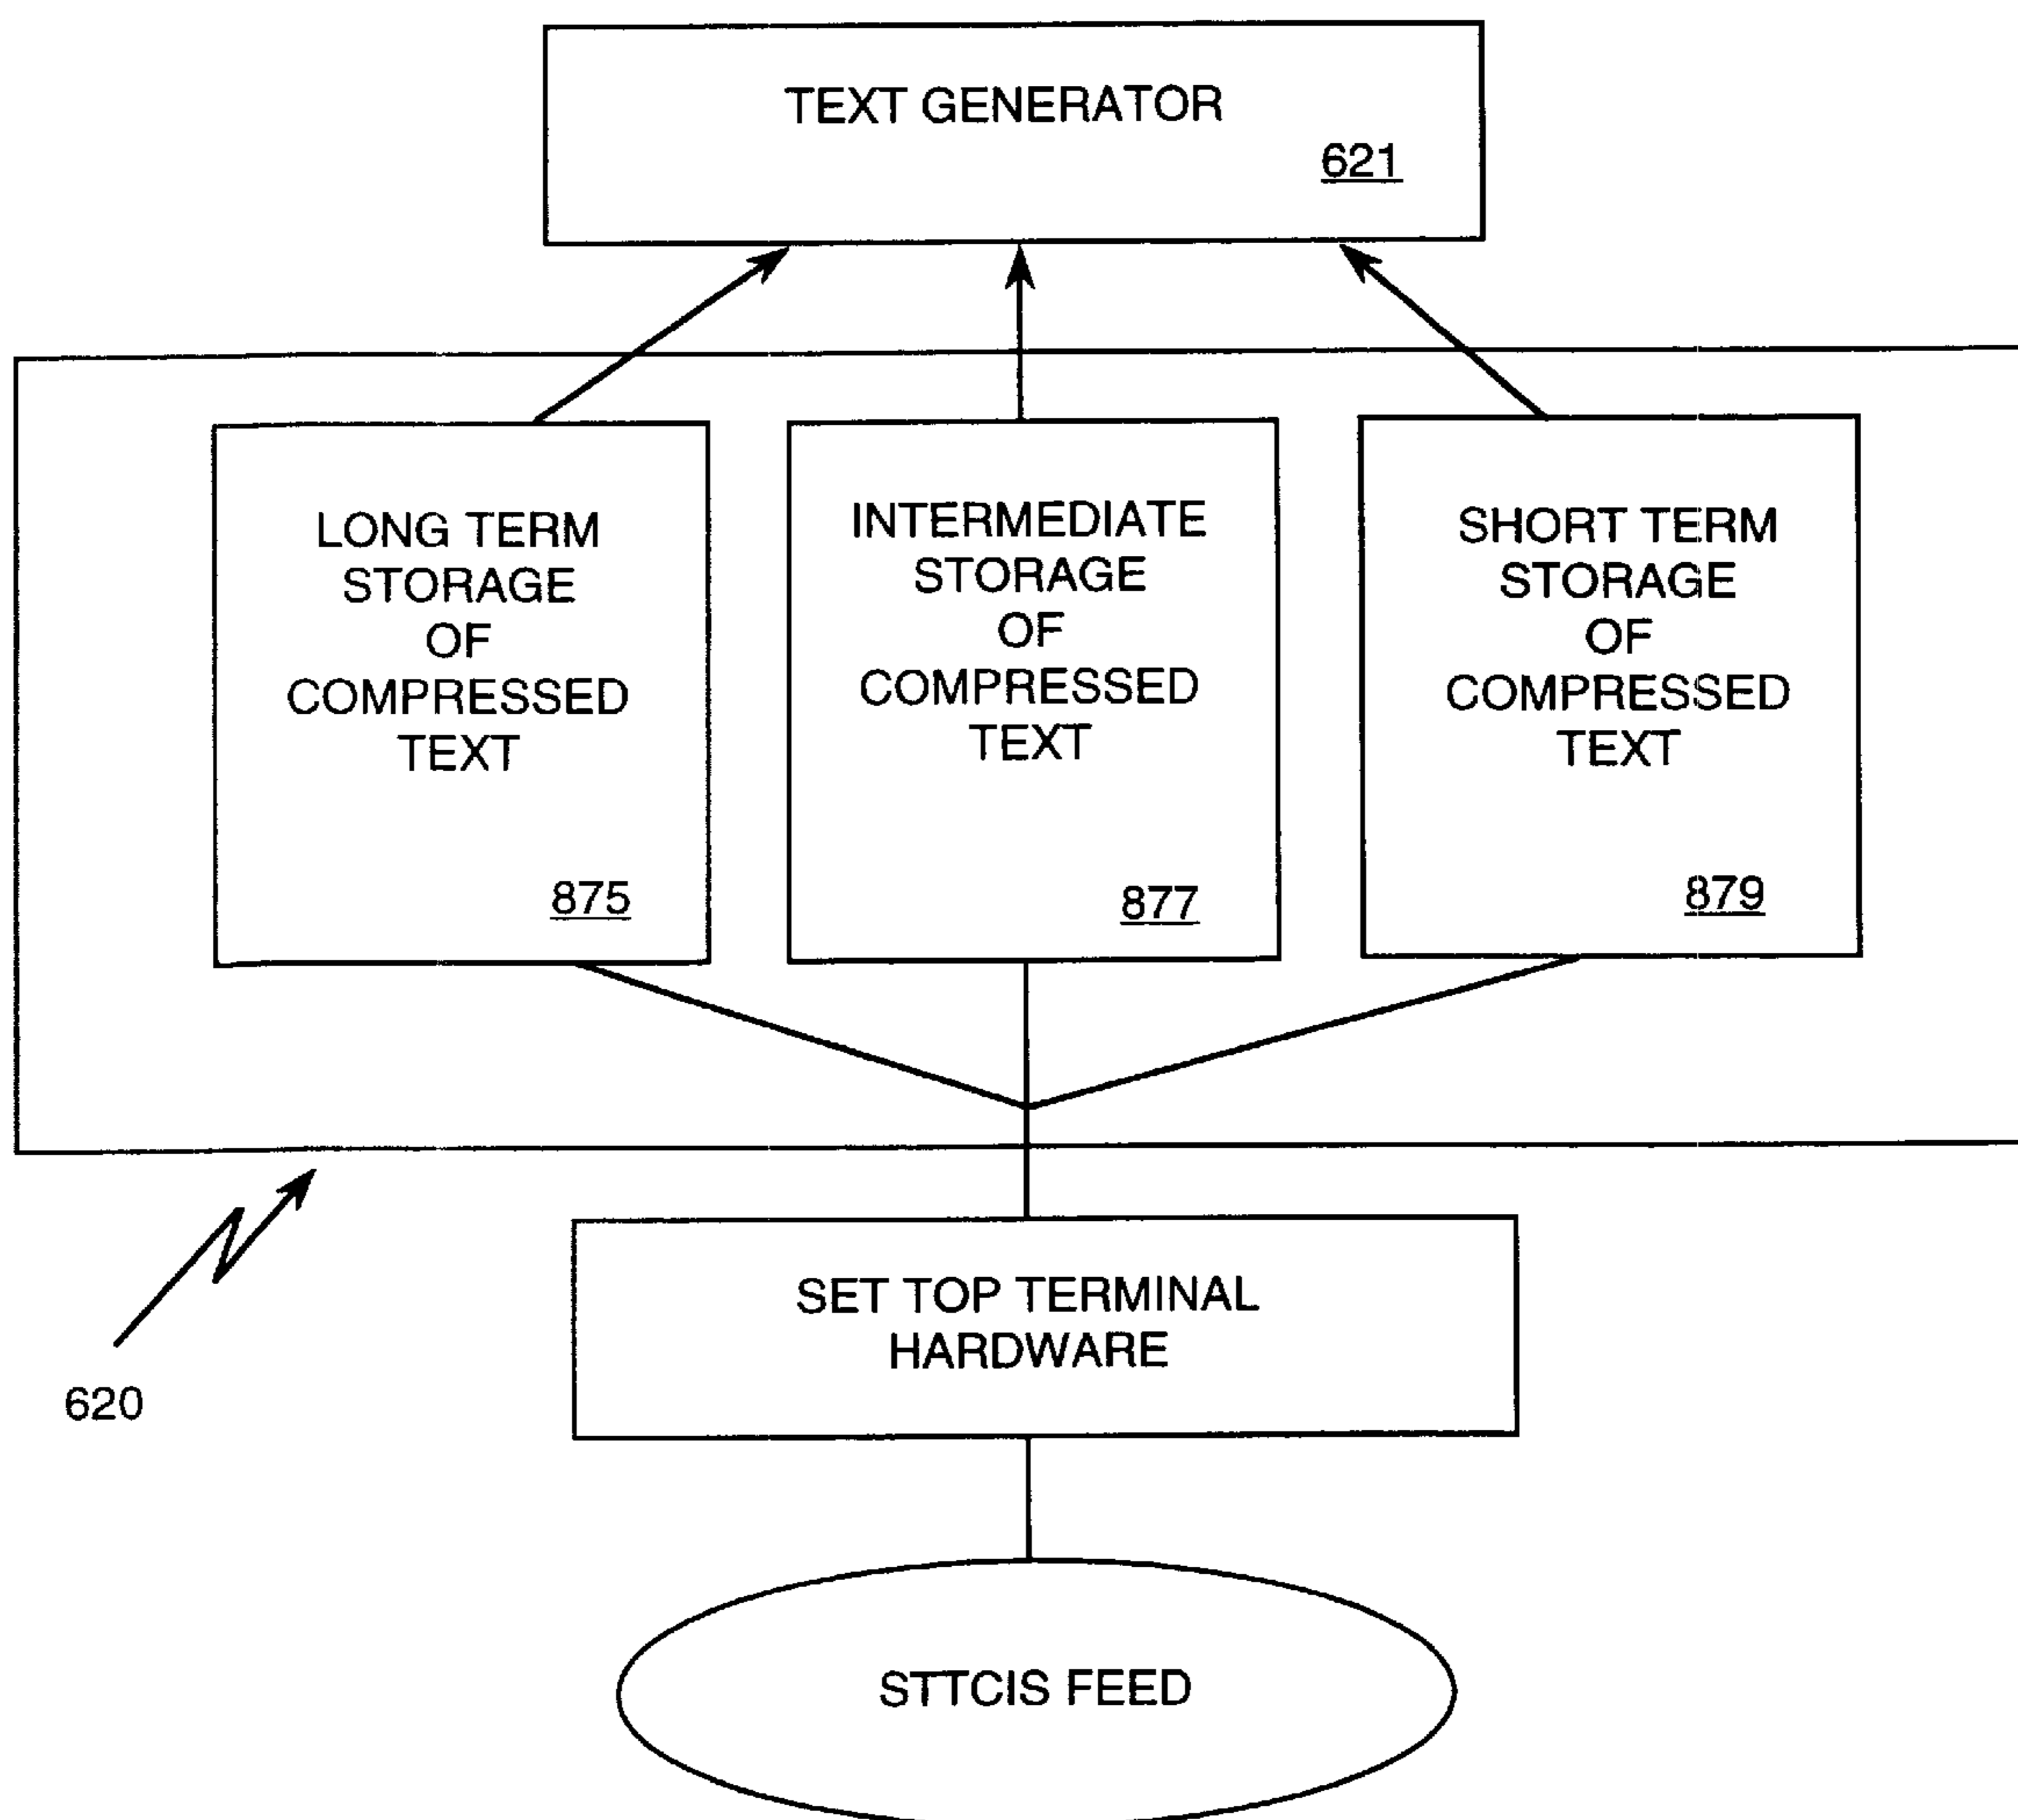 TEXT GENERATOR
621
LONG TERM
STORAGE
OF
COMPRESSED
TEXT
875
INTERMEDIATE
STORAGE
OF
COMPRESSED
TEXT
877
SHORT TERM
STORAGE
OF
COMPRESSED
TEXT
879
620
SET TOP TERMINAL
HARDWARE
STTCIS FEED